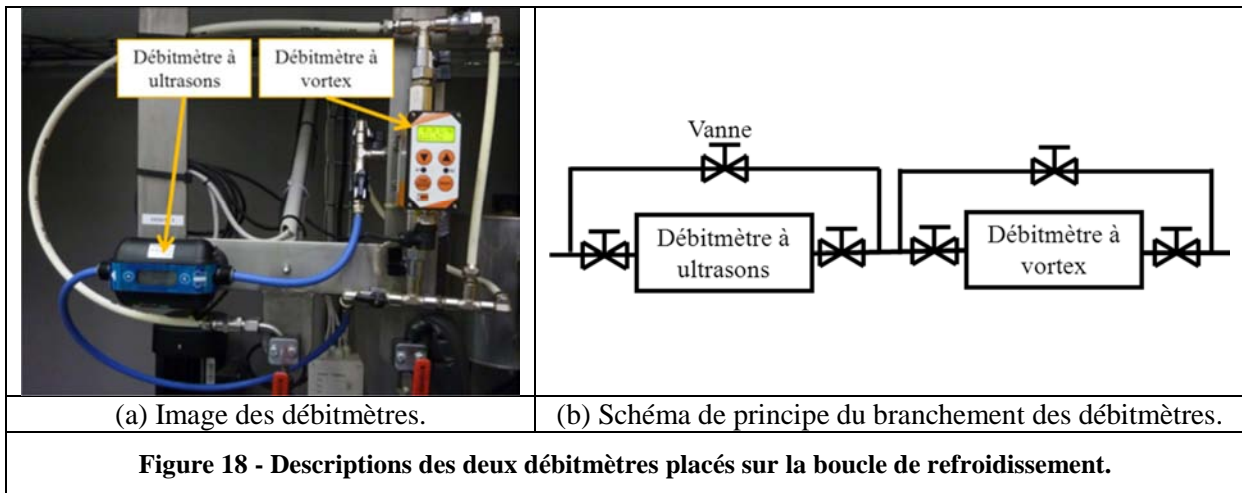 Débitmètre à
ultrasons
Débitmètre à
vortex
Vanne
Débitmètre à
ultrasons
Débitmètre à
vortex
(a) Image des débitmètres.
(b) Schéma de principe du branchement des débitmètres.
Figure 18 - Descriptions des deux débitmètres placés sur la boucle de refroidissement.